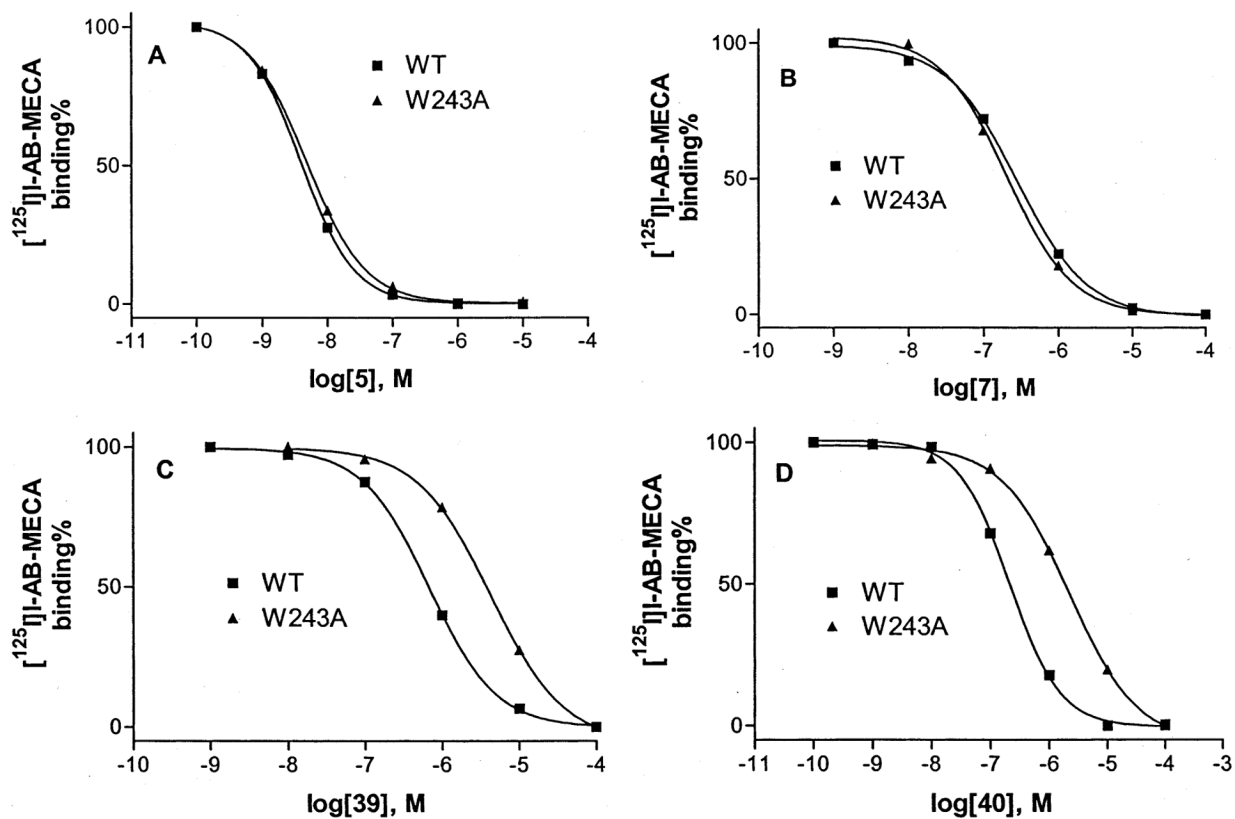 A
[125I]I-AB-MECA
binding%
100
50
0
WT
W243A
-11 -10 -9 -8 -7 -6 -5 -4
log[5], M
B
[125I]I-AB-MECA
binding%
100
50
0
WT
W243A
-10 -9 -8 -7 -6 -5 -4
log[7], M
C
[125I]I-AB-MECA
binding%
100
50
0
WT
W243A
-10 -9 -8 -7 -6 -5 -4
log[39], M
D
[125I]I-AB-MECA
binding%
100
50
0
WT
W243A
-11 -10 -9 -8 -7 -6 -5 -4 -3
log[40], M